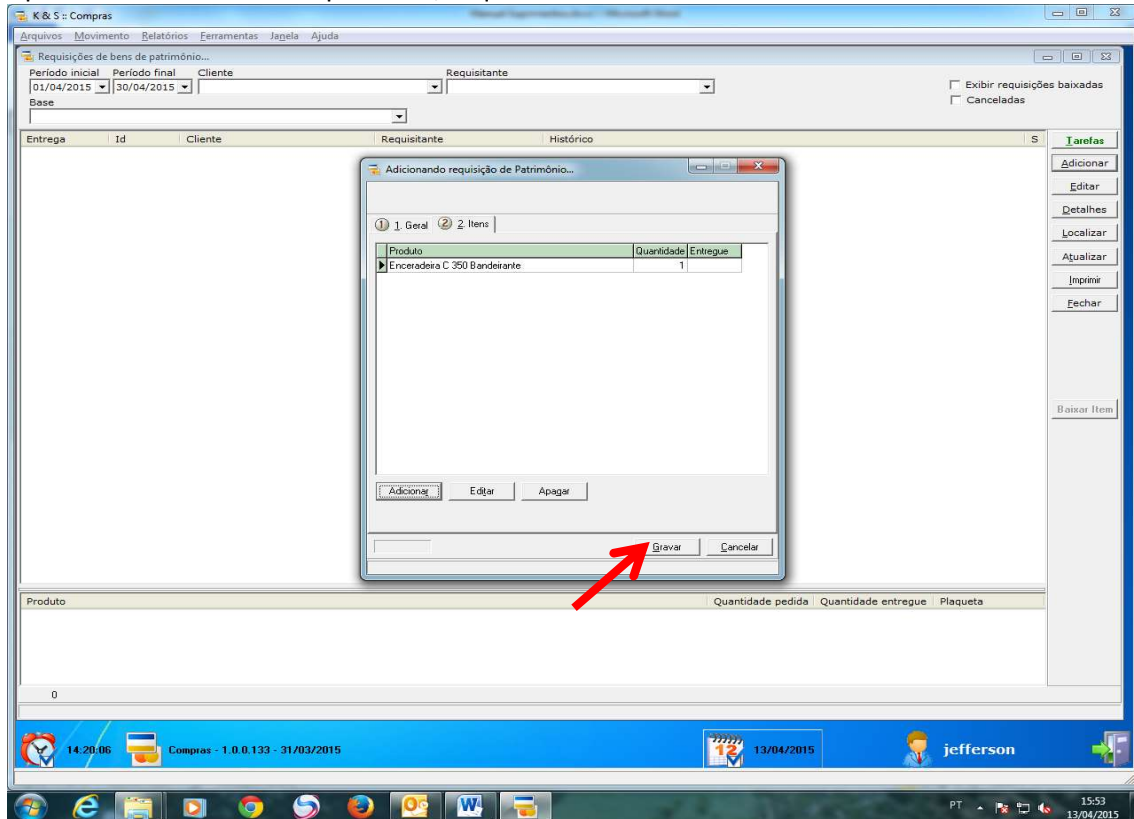 K & S :: Compras
Arquivos Movimento Relatórios Ferramentas Janela Ajuda
Requisições de bens de patrimônio...
Período inicial Período final Cliente Requisitante
01/04/2015 30/04/2015
Exibir requisições baixadas
Canceladas
Base
Entrega Id Cliente Requisitante Histórico S
Tarefas
Adicionar
Editar
Detalhes
Localizar
Atualizar
Imprimir
Fechar
Baixar Item
Adicionando requisição de Patrimônio...
1 1. Geral 2 2. Itens
Produto Quantidade Entregue
Enceradeira C 350 Bandeirante 1
Adicionar Editar Apagar
Gravar Cancelar
Produto Quantidade pedida Quantidade entregue Plaqueta
0
14:20:06 Compras - 1.0.0.133 - 31/03/2015 12 13/04/2015 jefferson
PT 15:53
13/04/2015